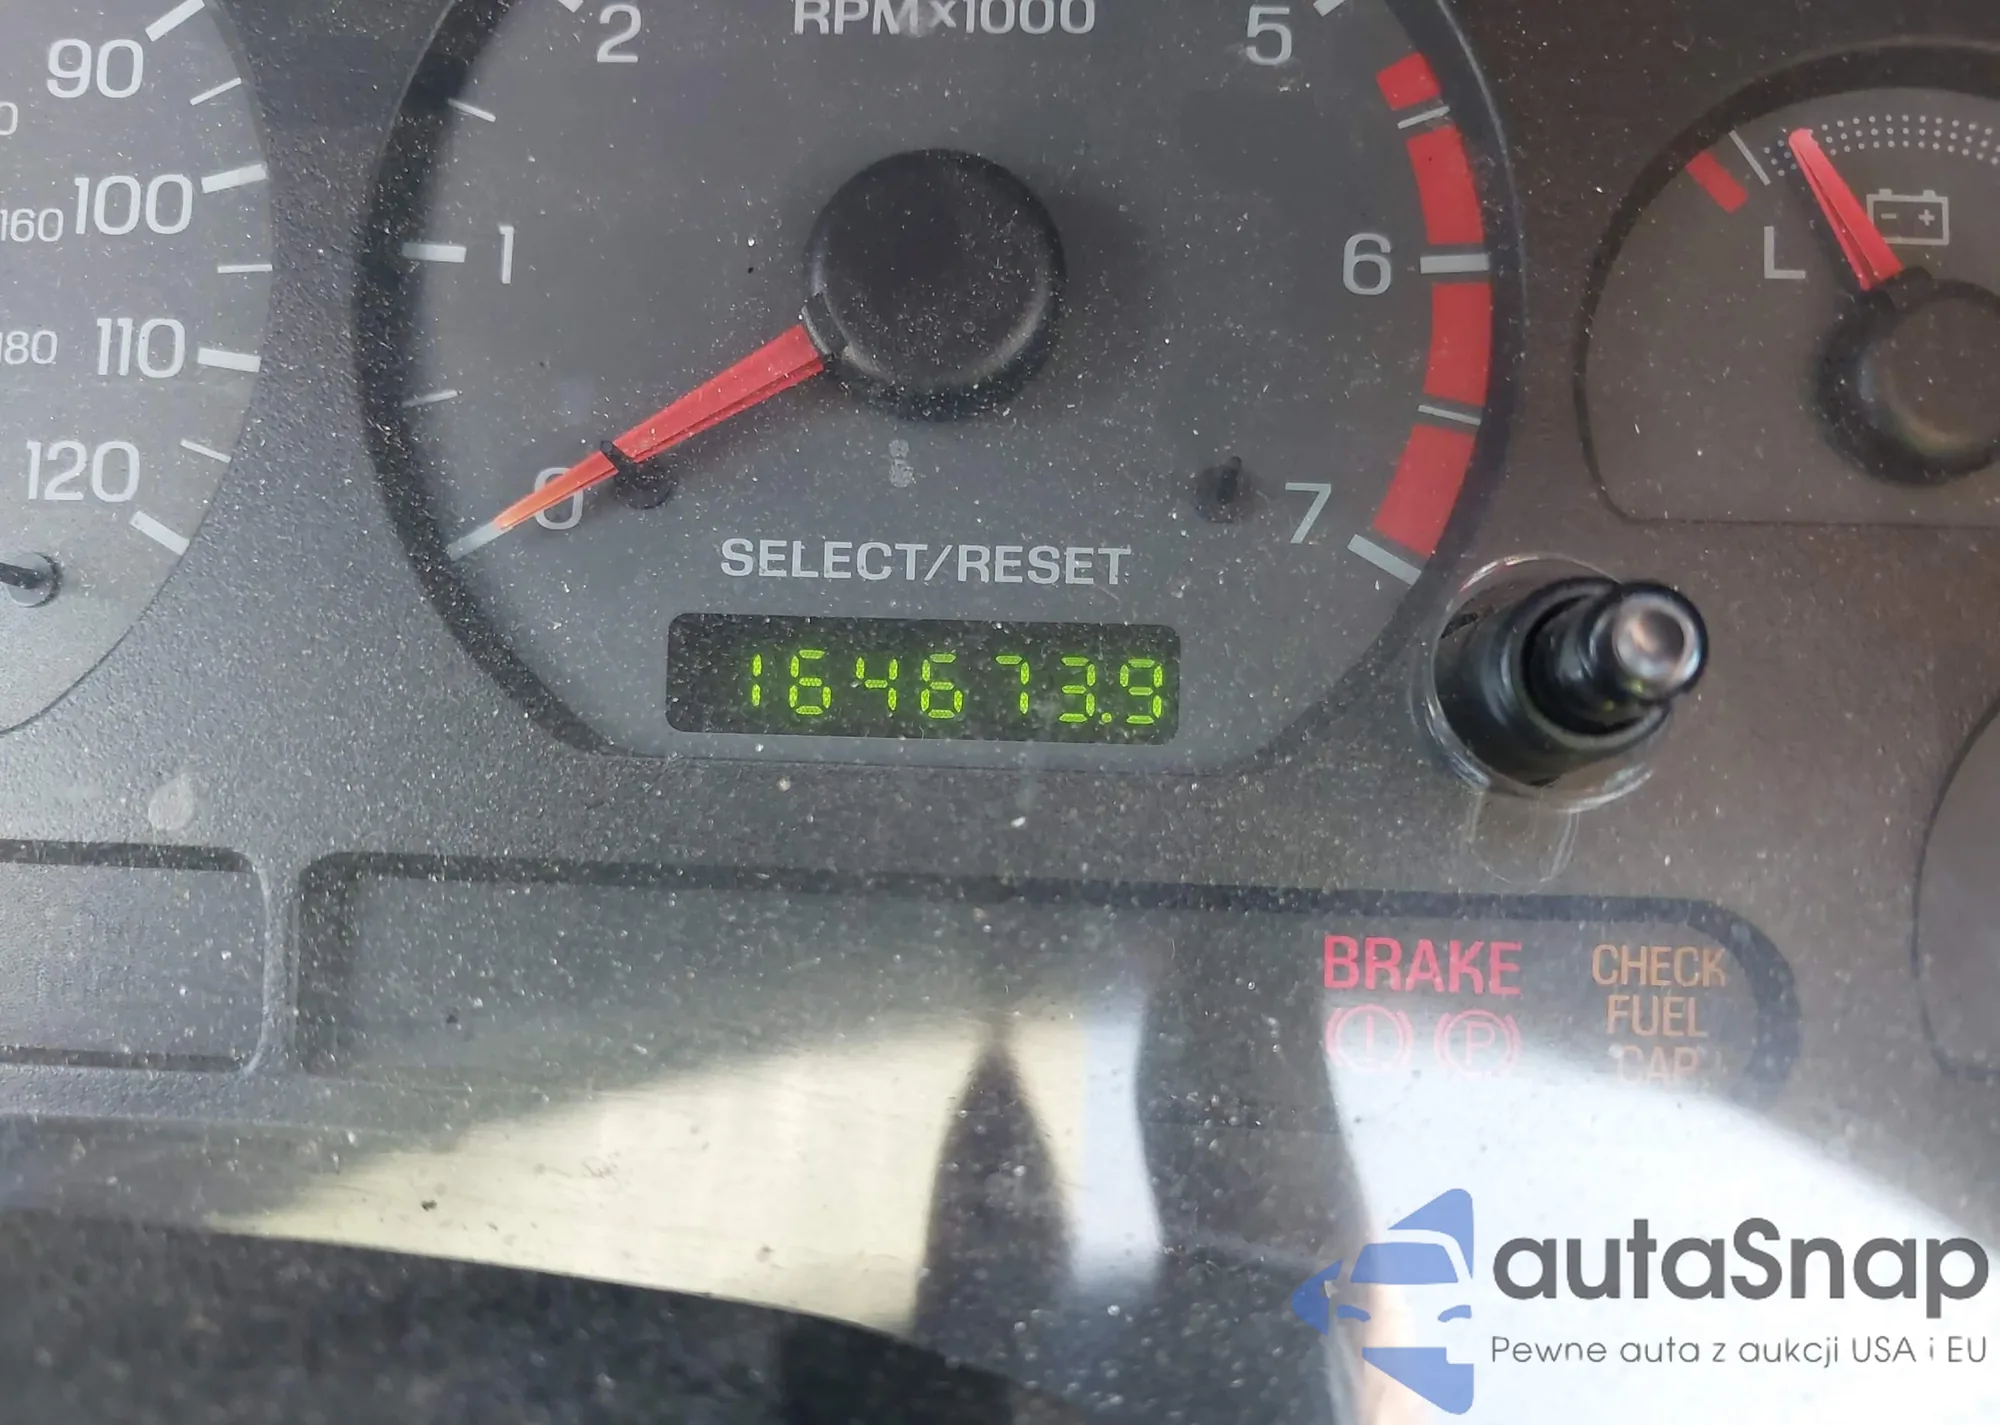 RPM×1000
2
5
90
160
100
1
6
L
180
110
120
0
7
SELECT/RESET
164673.9
BRAKE
CHECK
FUEL
CAP
(!) (P)
autaSnap
Pewne auta z aukcji USA i EU